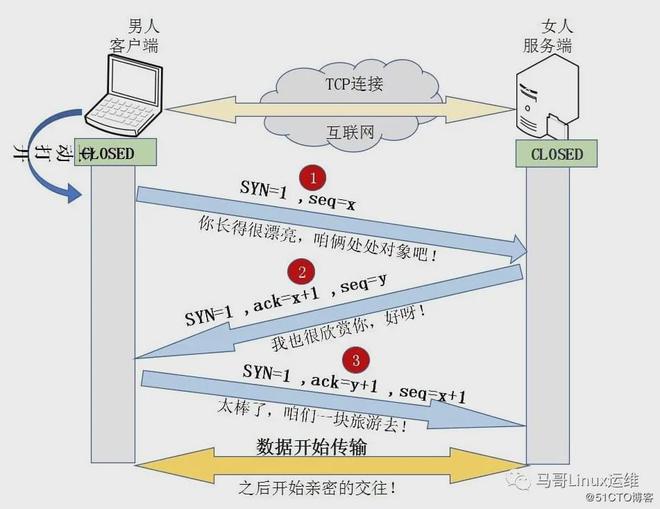 男人
客户端
女人
服务端
TCP连接
互联网
主动打开
CLOSED
CLOSED
1
SYN=1 ,seq=x
你长得很漂亮，咱俩处处对象吧！
2
SYN=1 ,ack=x+1 ,seq=y
我也很欣赏你，好呀！
3
SYN=1 ,ack=y+1 ,seq=x+1
太棒了，咱们一块旅游去！
数据开始传输
之后开始亲密的交往！
马哥Linux运维
@51CTO博客